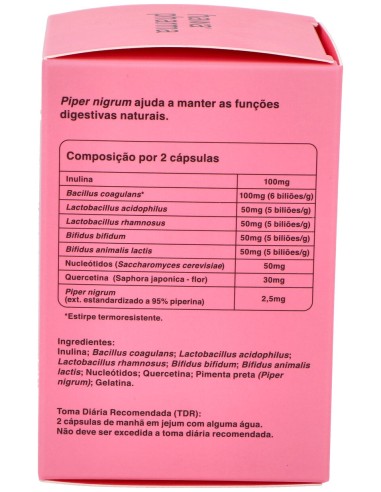 have
pharma
Piper nigrum ajuda a manter as funções
digestivas naturais.
Composição por 2 cápsulas
Inulina 100mg
Bacillus coagulans* 100mg (6 biliões/g)
Lactobacillus acidophilus 50mg (5 biliões/g)
Lactobacillus rhamnosus 50mg (5 biliões/g)
Bifidus bifidum 50mg (5 biliões/g)
Bifidus animalis lactis 50mg (5 biliões/g)
Nucleótidos (Saccharomyces cerevisiae) 50mg
Quercetina (Saphora japonica - flor) 30mg
Piper nigrum
(ext. estandardizado a 95% piperina) 2,5mg
*Estirpe termoresistente.
Ingredientes:
Inulina; Bacillus coagulans; Lactobacillus acidophilus;
Lactobacillus rhamnosus; Bifidus bifidum; Bifidus animalis
lactis; Nucleótidos; Quercetina; Pimenta preta (Piper
nigrum); Gelatina.
Toma Diária Recomendada (TDR):
2 cápsulas de manhã em jejum com alguma água.
Não deve ser excedida a toma diária recomendada.